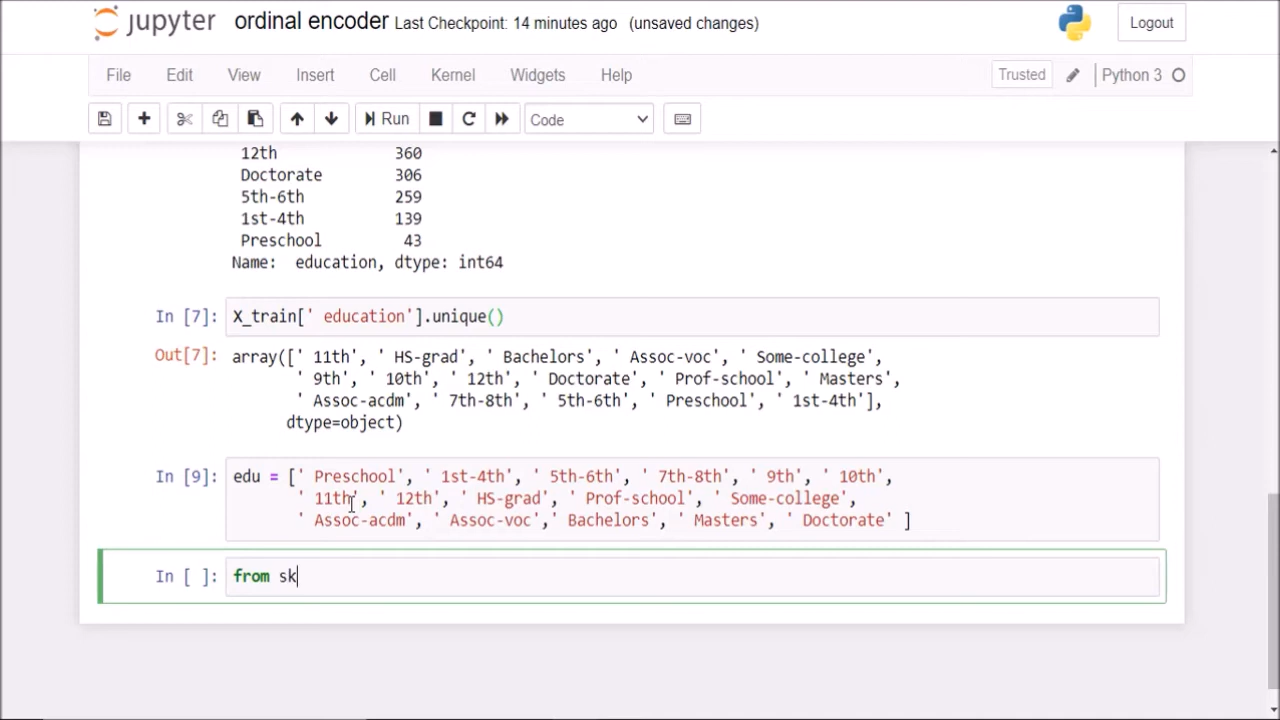 jupyter ordinal encoder Last Checkpoint: 14 minutes ago (unsaved changes) Logout
File Edit View Insert Cell Kernel Widgets Help Trusted Python 3
Run Code
12th 360
Doctorate 306
5th-6th 259
1st-4th 139
Preschool 43
Name: education, dtype: int64
In [7]: X_train[' education'].unique()
Out[7]: array([' 11th', ' HS-grad', ' Bachelors', ' Assoc-voc', ' Some-college',
' 9th', ' 10th', ' 12th', ' Doctorate', ' Prof-school', ' Masters',
' Assoc-acdm', ' 7th-8th', ' 5th-6th', ' Preschool', ' 1st-4th'],
dtype=object)
In [9]: edu = [' Preschool', ' 1st-4th', ' 5th-6th', ' 7th-8th', ' 9th', ' 10th',
' 11th', ' 12th', ' HS-grad', ' Prof-school', ' Some-college',
' Assoc-acdm', ' Assoc-voc',' Bachelors', ' Masters', ' Doctorate' ]
In [ ]: from sk